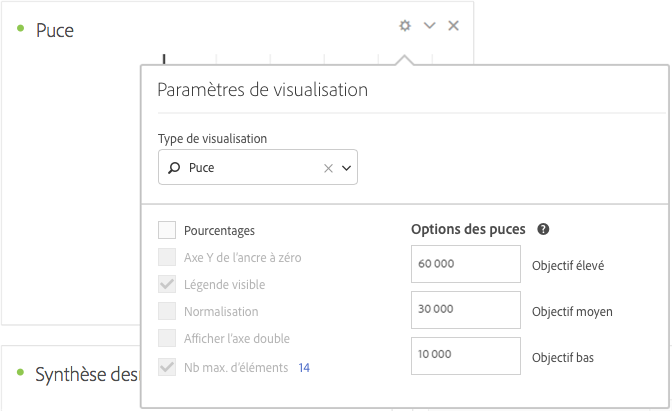 Puce
Paramètres de visualisation
Type de visualisation
Puce
Pourcentages
Axe Y de l'ancre à zéro
Légende visible
Normalisation
Afficher l'axe double
Nb max. d'éléments 14
Options des puces ?
60 000 Objectif élevé
30 000 Objectif moyen
10 000 Objectif bas
Synthèse des